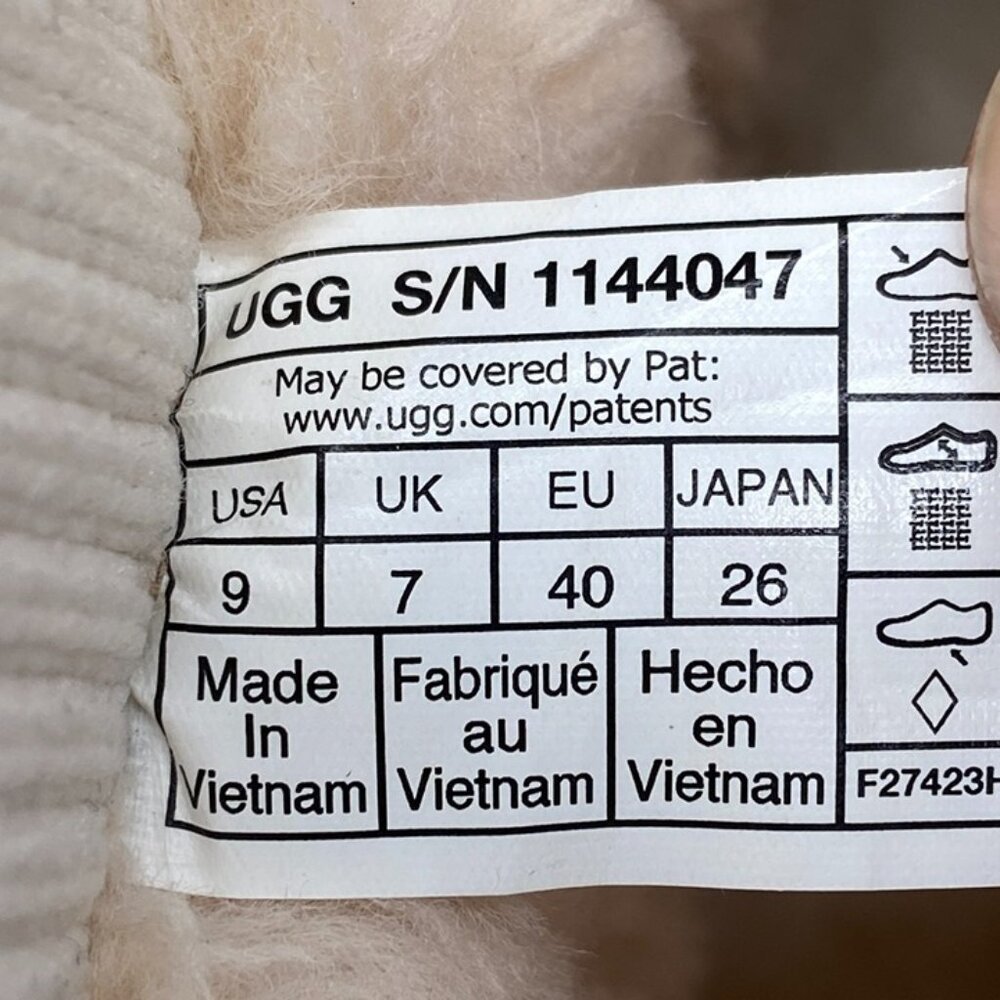 UGG S/N 1144047
May be covered by Pat:
www.ugg.com/patents
USA UK EU JAPAN
9 7 40 26
Made
In
Vietnam
Fabriqué
au
Vietnam
Hecho
en
Vietnam
F27423H